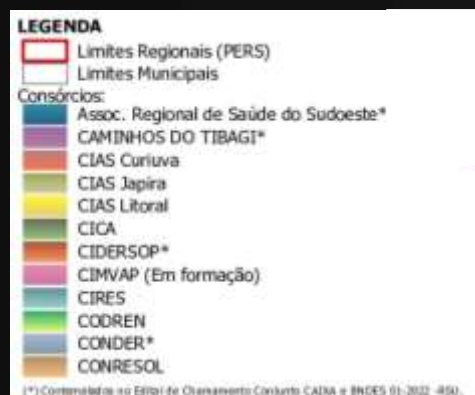 LEGENDA
Limites Regionais (PERS)
Limites Municipais
Consórcios:
Assoc. Regional de Saúde do Sudoeste*
CAMINHOS DO TIBAGI*
CIAS Curiuva
CIAS Japira
CIAS Litoral
CICA
CIDERSOP*
CIMVAP (Em formação)
CIRES
CODREN
CONDER*
CONRESOL
(*) Contemplados no Edital de Chamamento Conjunto CAIXA e BNDES 01-2022 -RSU.